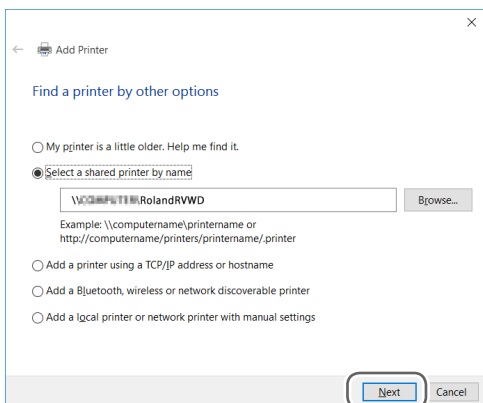 Add Printer
Find a printer by other options
My printer is a little older. Help me find it.
Select a shared printer by name
\\ \RolandRVWD
Browse...
Example: \\computername\printername or
http://computername/printers/printername/.printer
Add a printer using a TCP/IP address or hostname
Add a Bluetooth, wireless or network discoverable printer
Add a local printer or network printer with manual settings
Next
Cancel